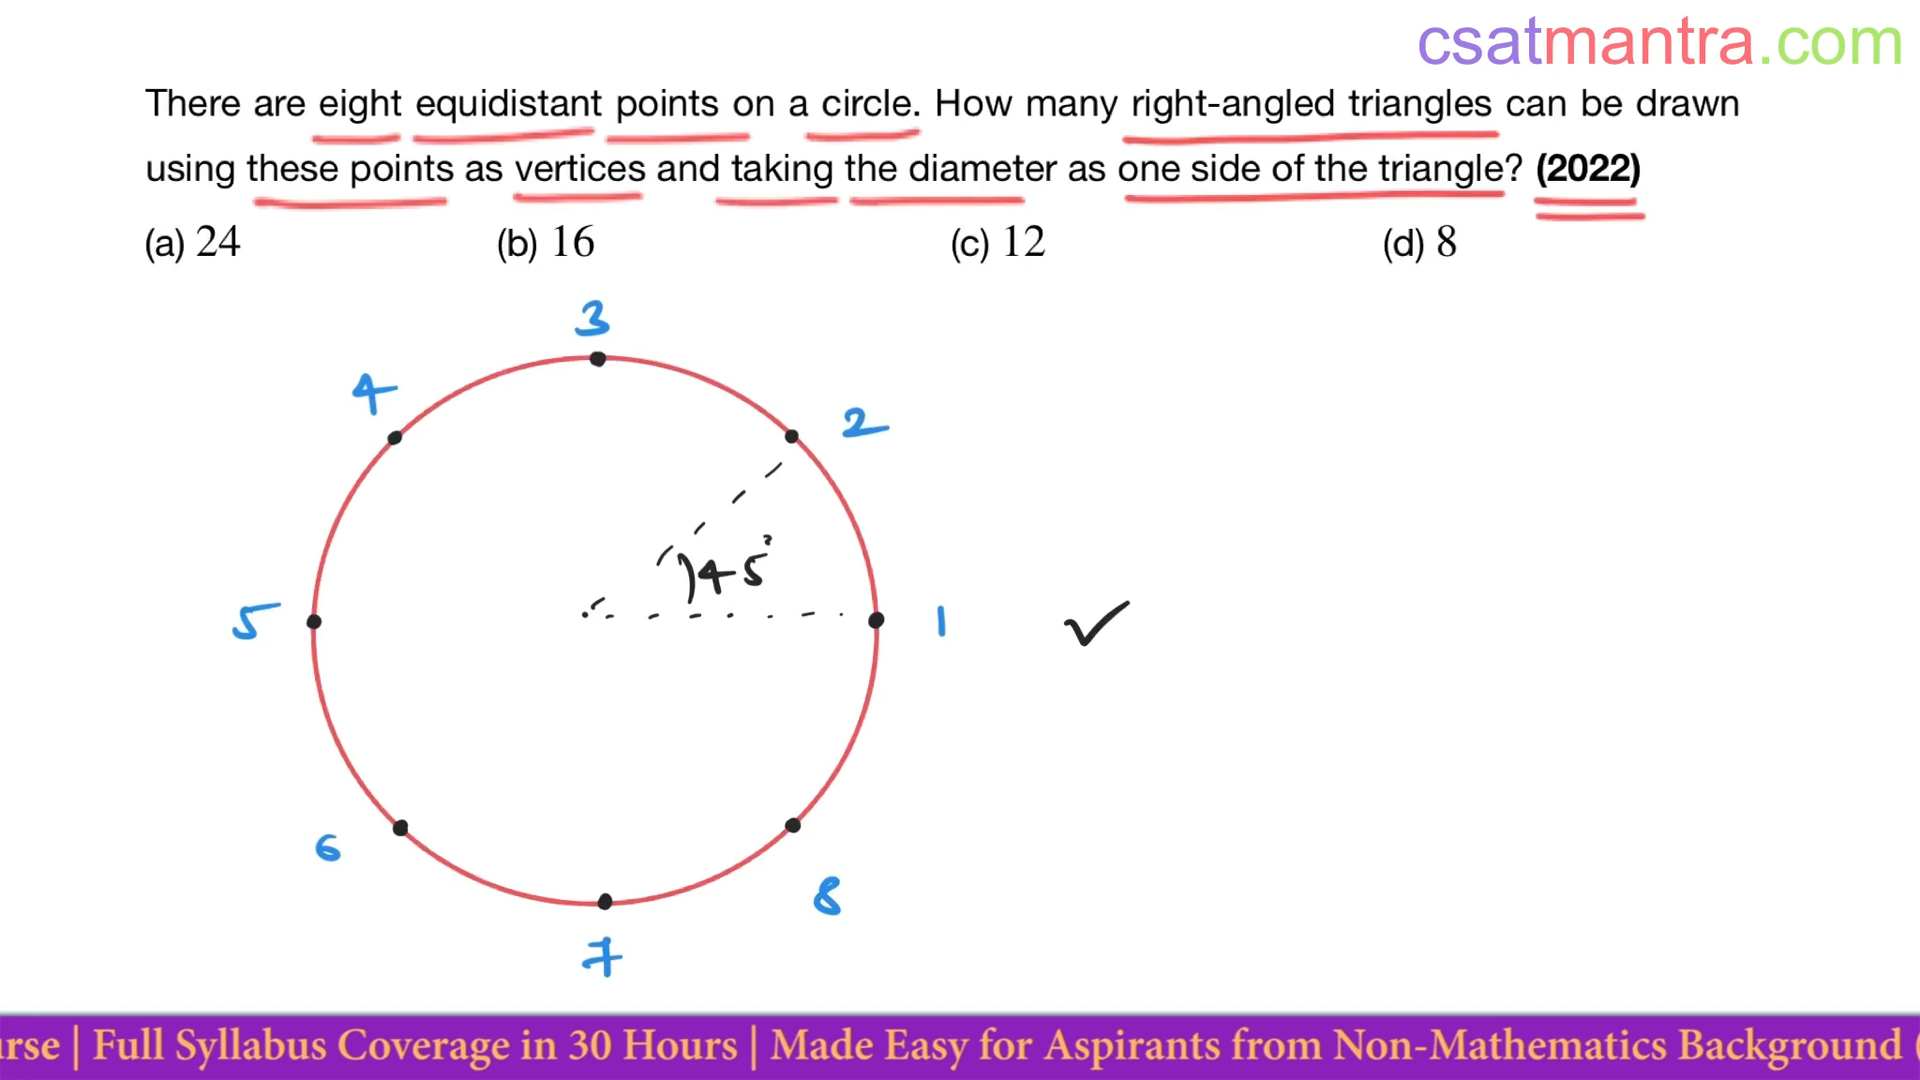 csatmantra.com
There are eight equidistant points on a circle. How many right-angled triangles can be drawn
using these points as vertices and taking the diameter as one side of the triangle? (2022)
(a) 24 (b) 16 (c) 12 (d) 8
3
4
2
45°
5
1
6
8
7
urse | Full Syllabus Coverage in 30 Hours | Made Easy for Aspirants from Non-Mathematics Background (